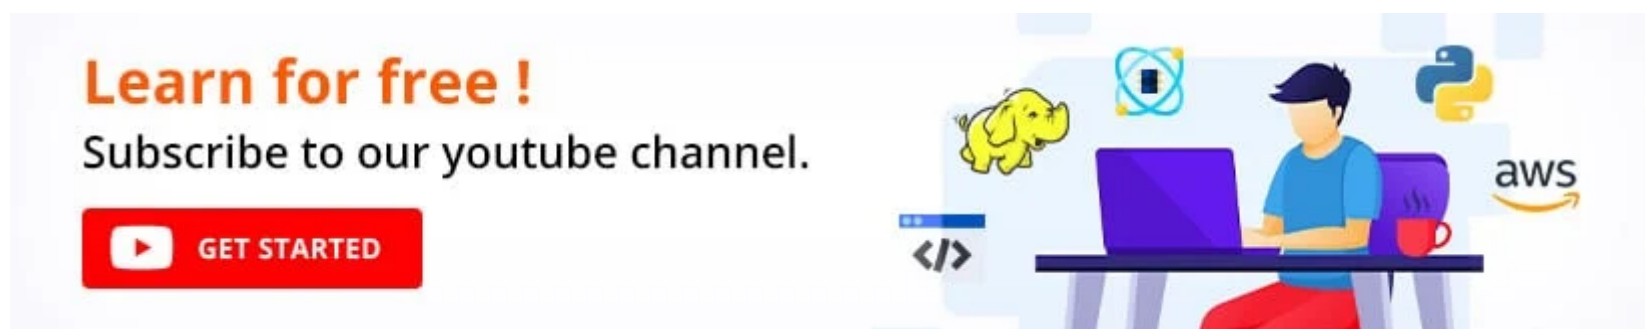 Learn for free !
Subscribe to our youtube channel.
GET STARTED
aws
</>